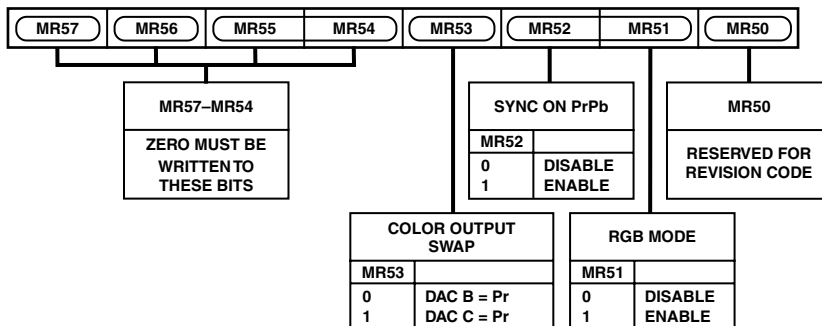 MR57 MR56 MR55 MR54 MR53 MR52 MR51 MR50
MR57–MR54
ZERO MUST BE
WRITTEN TO
THESE BITS
SYNC ON PrPb
MR52
0 DISABLE
1 ENABLE
MR50
RESERVED FOR
REVISION CODE
COLOR OUTPUT
SWAP
MR53
0 DAC B = Pr
1 DAC C = Pr
RGB MODE
MR51
0 DISABLE
1 ENABLE